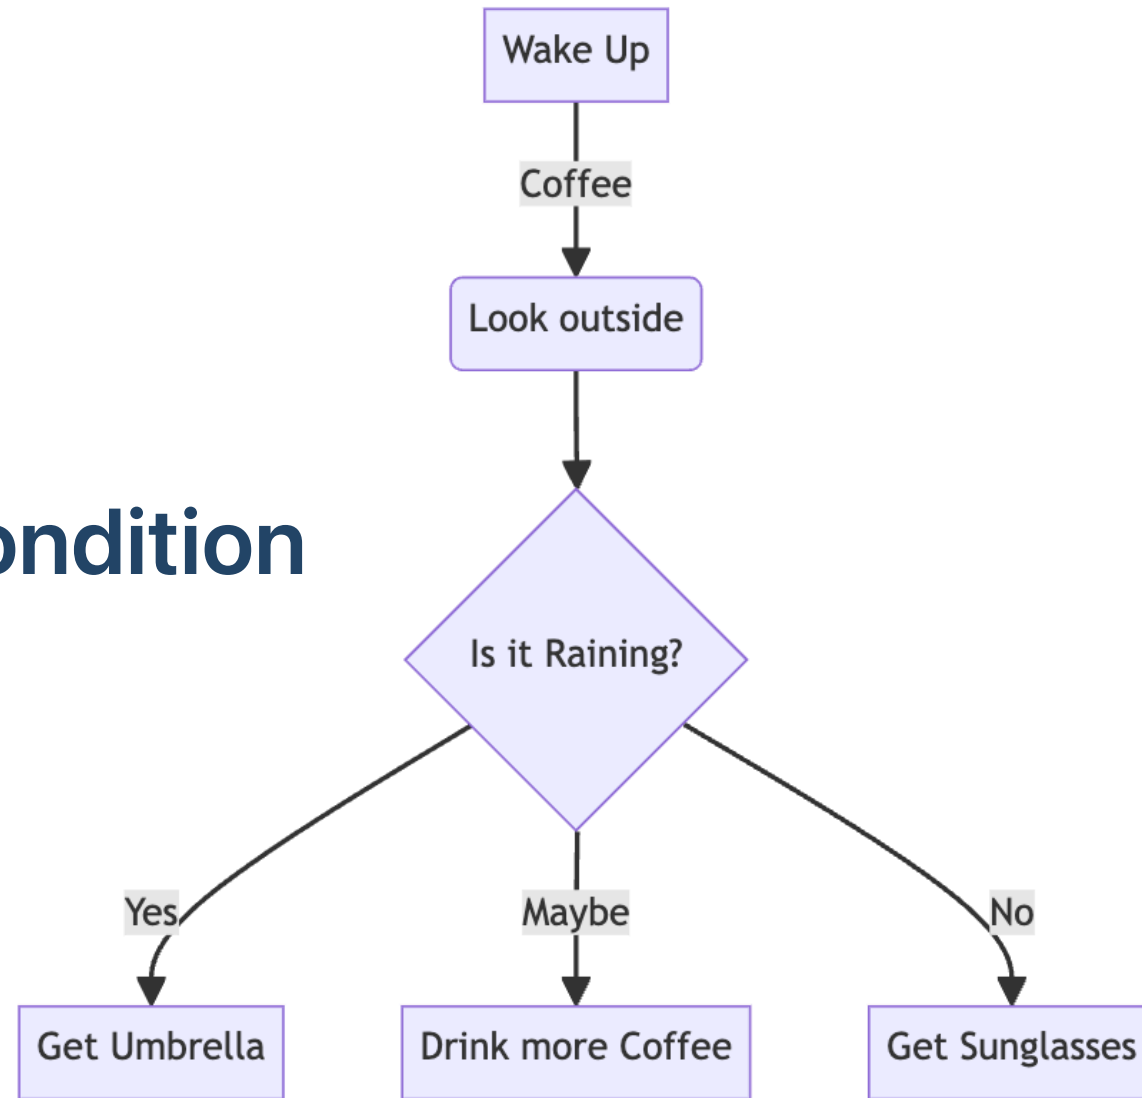 Wake Up
Coffee
Look outside
ondition
Is it Raining?
Yes
Maybe
No
Get Umbrella
Drink more Coffee
Get Sunglasses